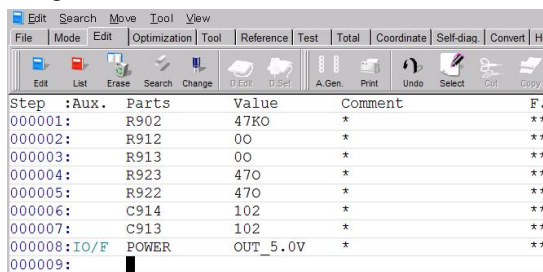 Edit Search Move Tool View
File Mode Edit Optimization Tool Reference Test Total Coordinate Self-diag. Convert H
Edit List Erase Search Change D.Edit D.Set A.Gen. Print Undo Select Cut Copy
Step :Aux. Parts Value Comment F.
000001: R902 47KO * **
000002: R912 0O * **
000003: R913 0O * **
000004: R923 47O * **
000005: R922 47O * **
000006: C914 102 * **
000007: C913 102 * **
000008:IO/F POWER OUT_5.0V * **
000009: